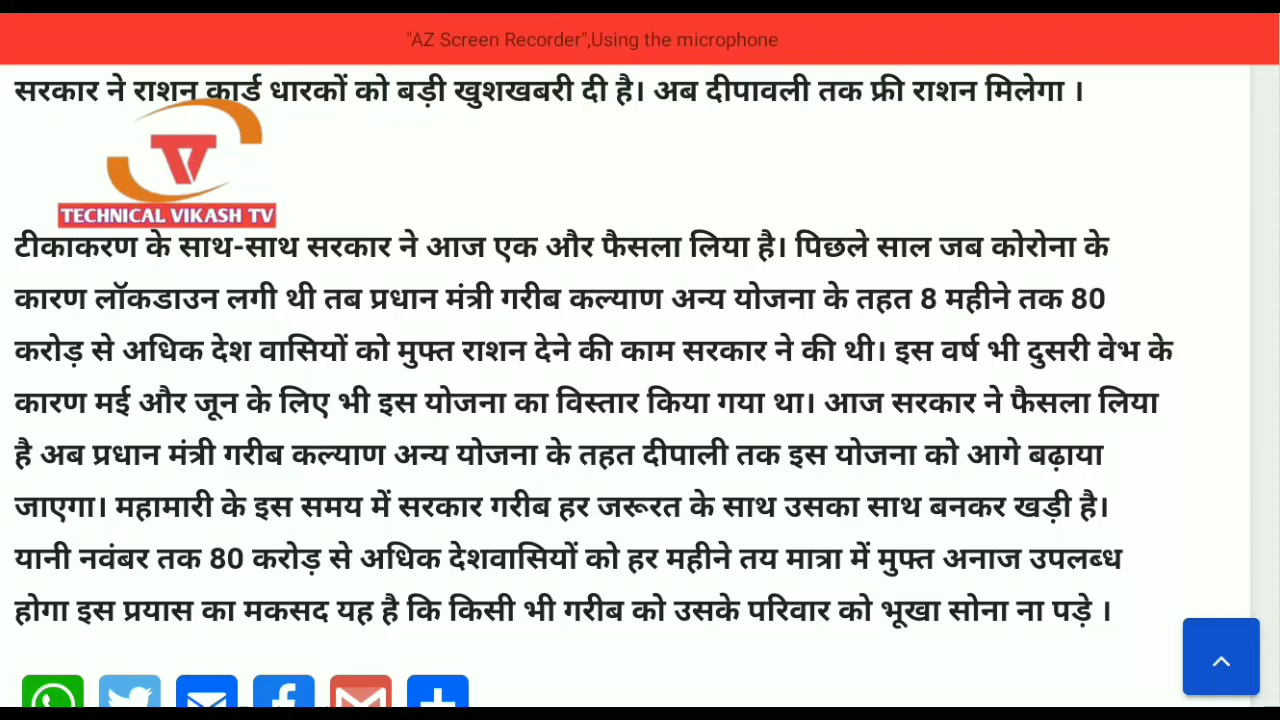 "AZ Screen Recorder",Using the microphone
सरकार ने राशन कार्ड धारकों को बड़ी खुशखबरी दी है। अब दीपावली तक फ्री राशन मिलेगा ।
TV
TECHNICAL VIKASH TV
टीकाकरण के साथ-साथ सरकार ने आज एक और फैसला लिया है। पिछले साल जब कोरोना के
कारण लॉकडाउन लगी थी तब प्रधान मंत्री गरीब कल्याण अन्य योजना के तहत 8 महीने तक 80
करोड़ से अधिक देश वासियों को मुफ्त राशन देने की काम सरकार ने की थी। इस वर्ष भी दुसरी वेभ के
कारण मई और जून के लिए भी इस योजना का विस्तार किया गया था। आज सरकार ने फैसला लिया
है अब प्रधान मंत्री गरीब कल्याण अन्य योजना के तहत दीपाली तक इस योजना को आगे बढ़ाया
जाएगा। महामारी के इस समय में सरकार गरीब हर जरूरत के साथ उसका साथ बनकर खड़ी है।
यानी नवंबर तक 80 करोड़ से अधिक देशवासियों को हर महीने तय मात्रा में मुफ्त अनाज उपलब्ध
होगा इस प्रयास का मकसद यह है कि किसी भी गरीब को उसके परिवार को भूखा सोना ना पड़े ।